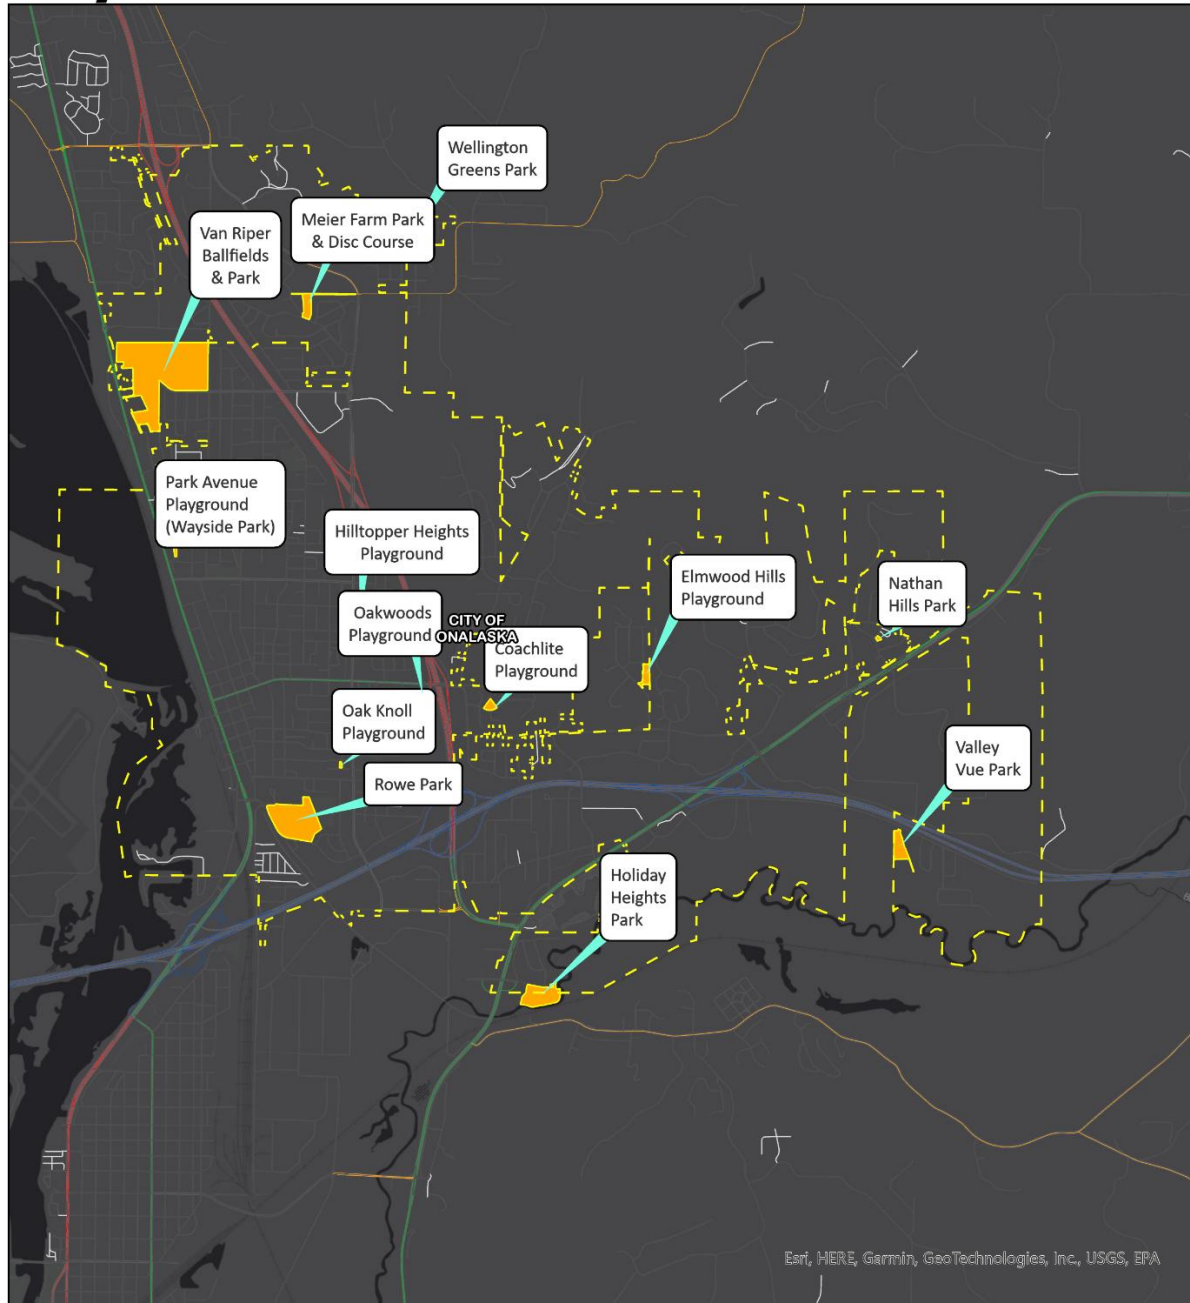 Wellington
Greens Park
Meier Farm Park
& Disc Course
Van Riper
Ballfields
& Park
Park Avenue
Playground
(Wayside Park)
Hilltopper Heights
Playground
Elmwood Hills
Playground
Nathan
Hills Park
Oakwoods
Playground
CITY OF
ONALASKA
Coachlite
Playground
Oak Knoll
Playground
Valley
Vue Park
Rowe Park
Holiday
Heights
Park
Esri, HERE, Garmin, GeoTechnologies, Inc., USGS, EPA